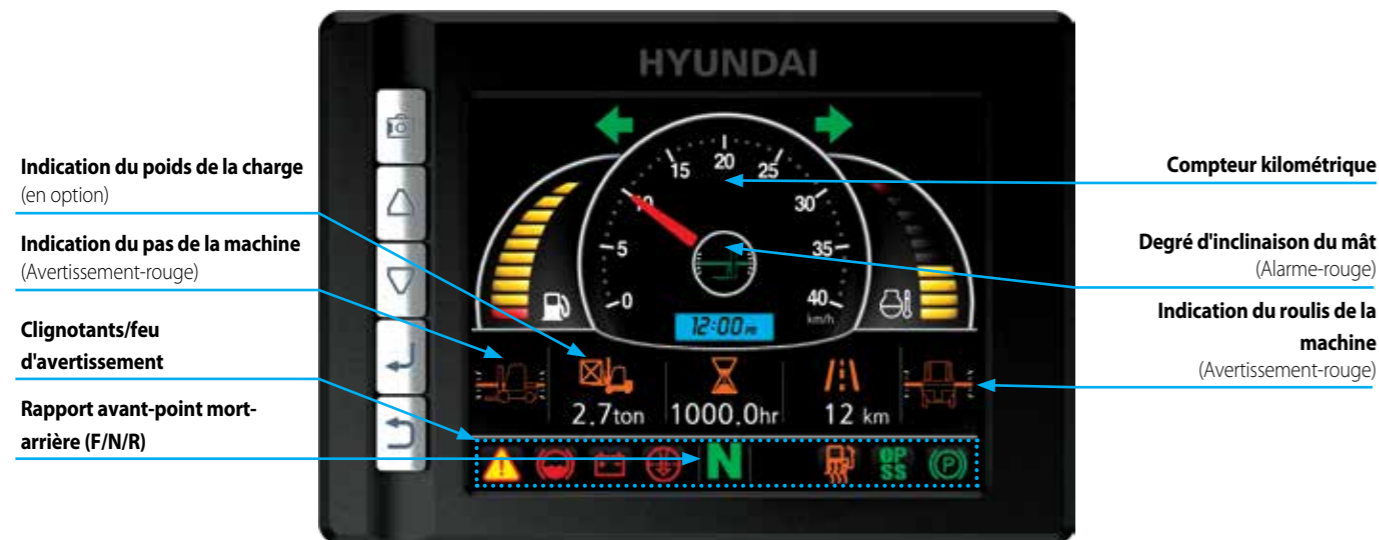 HYUNDAI
Indication du poids de la charge
(en option)
Indication du pas de la machine
(Avertissement-rouge)
Clignotants/feu
d'avertissement
Rapport avant-point mort-
arrière (F/N/R)
0
5
10
15
20
25
30
35
40
km/h
12:00 PM
2.7ton
1000.0hr
12 km
N
OP
SS
P
Compteur kilométrique
Degré d'inclinaison du mât
(Alarme-rouge)
Indication du roulis de la
machine
(Avertissement-rouge)